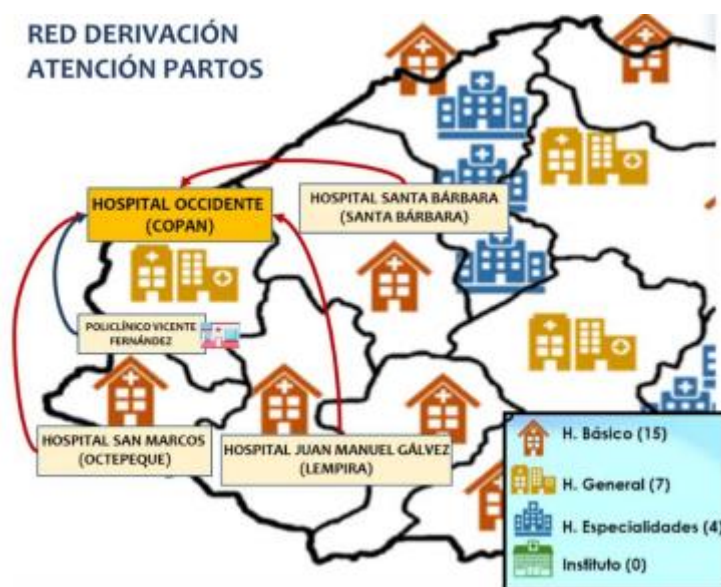 RED DERIVACIÓN
ATENCIÓN PARTOS
HOSPITAL OCCIDENTE
(COPAN)
HOSPITAL SANTA BÁRBARA
(SANTA BÁRBARA)
POLICLÍNICO VICENTE
FERNÁNDEZ
HOSPITAL SAN MARCOS
(OCTEPEQUE)
HOSPITAL JUAN MANUEL GÁLVEZ
(LEMPIRA)
H. Básico (15)
H. General (7)
H. Especialidades (4)
Instituto (0)